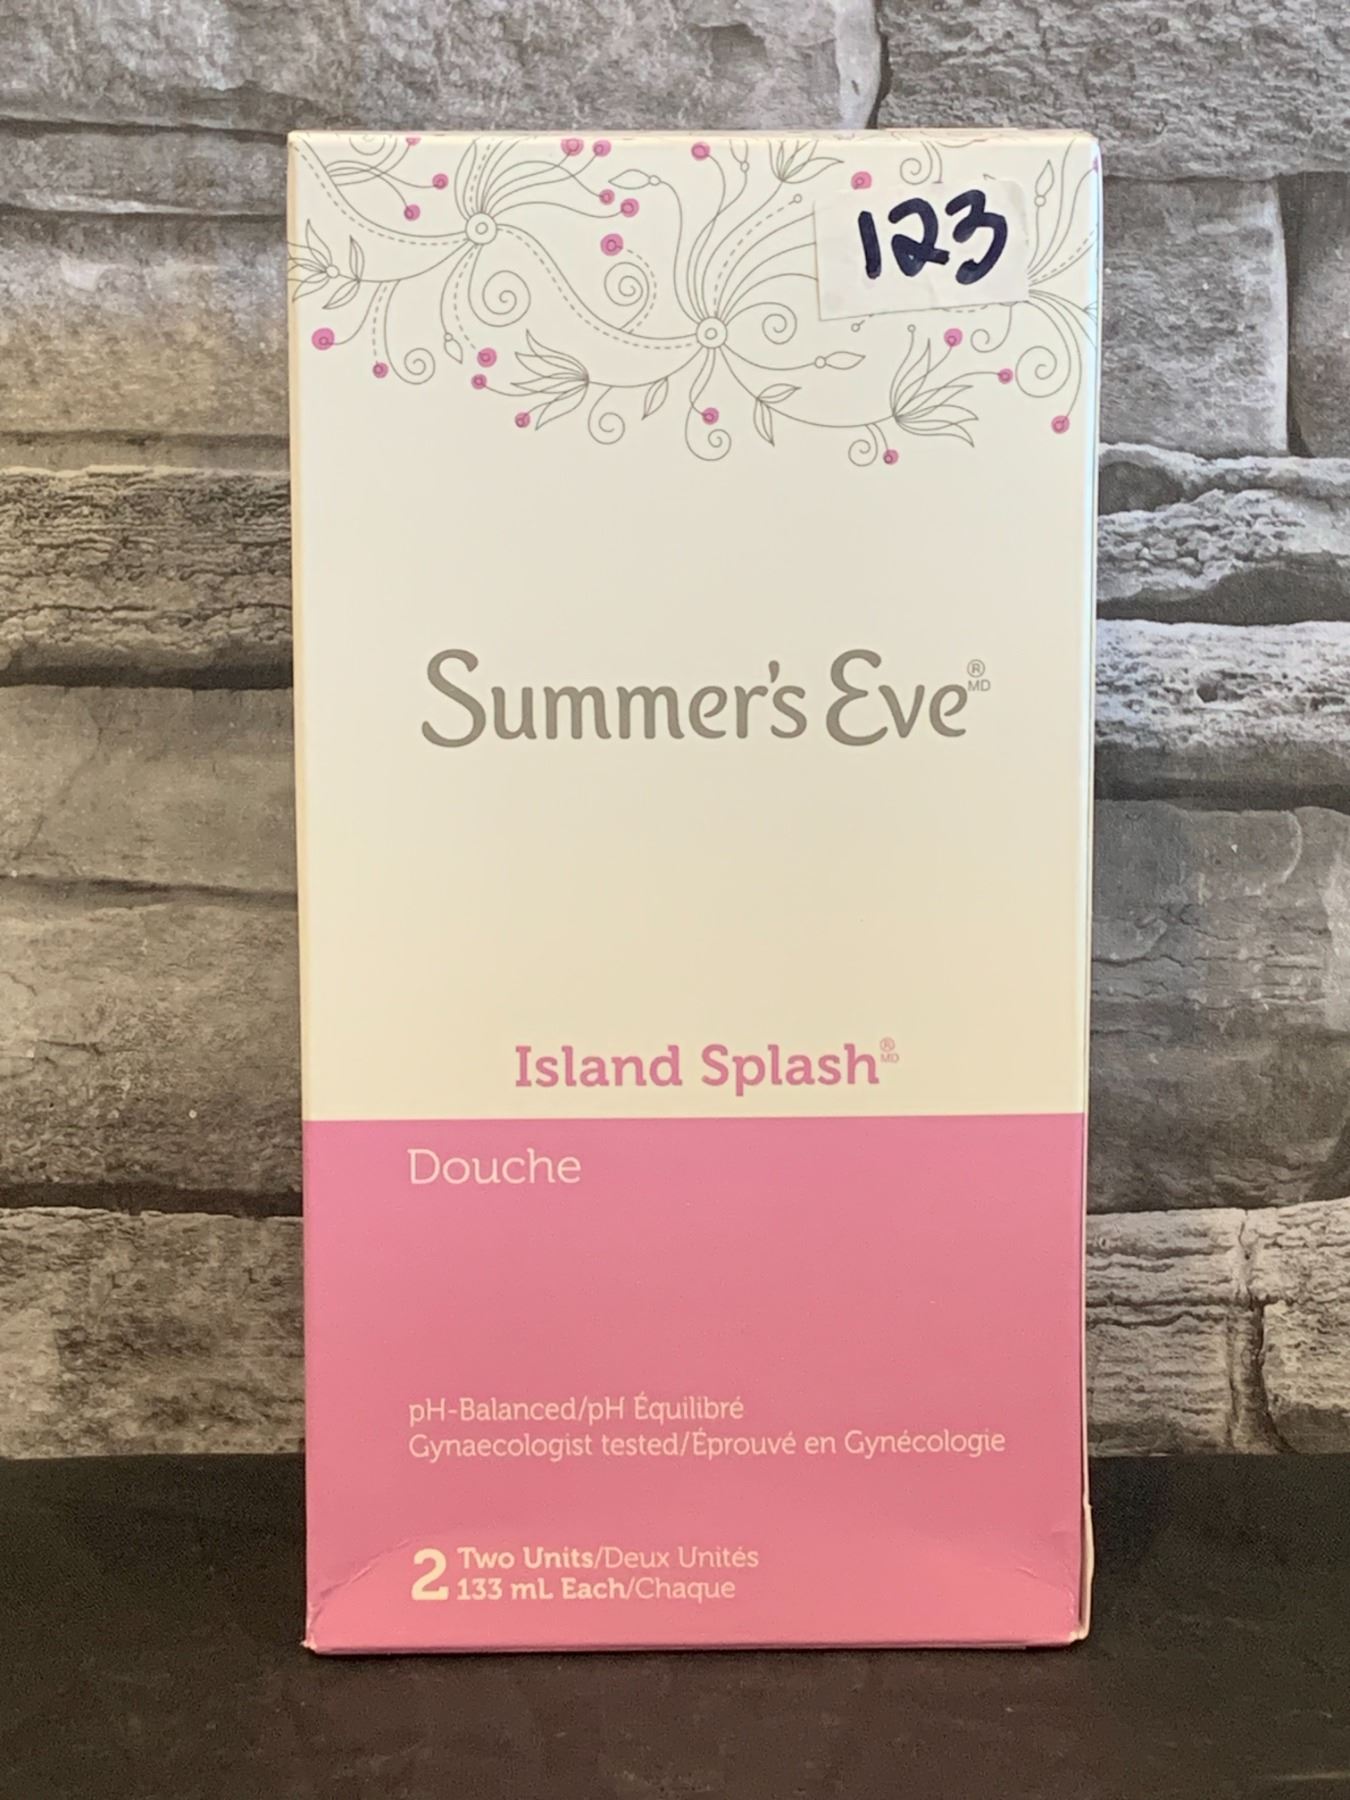 123
Summer's Eve®
MD
Island Splash®
MD
Douche
pH-Balanced/pH Équilibré
Gynaecologist tested/Éprouvé en Gynécologie
2 Two Units/Deux Unités
133 mL Each/Chaque